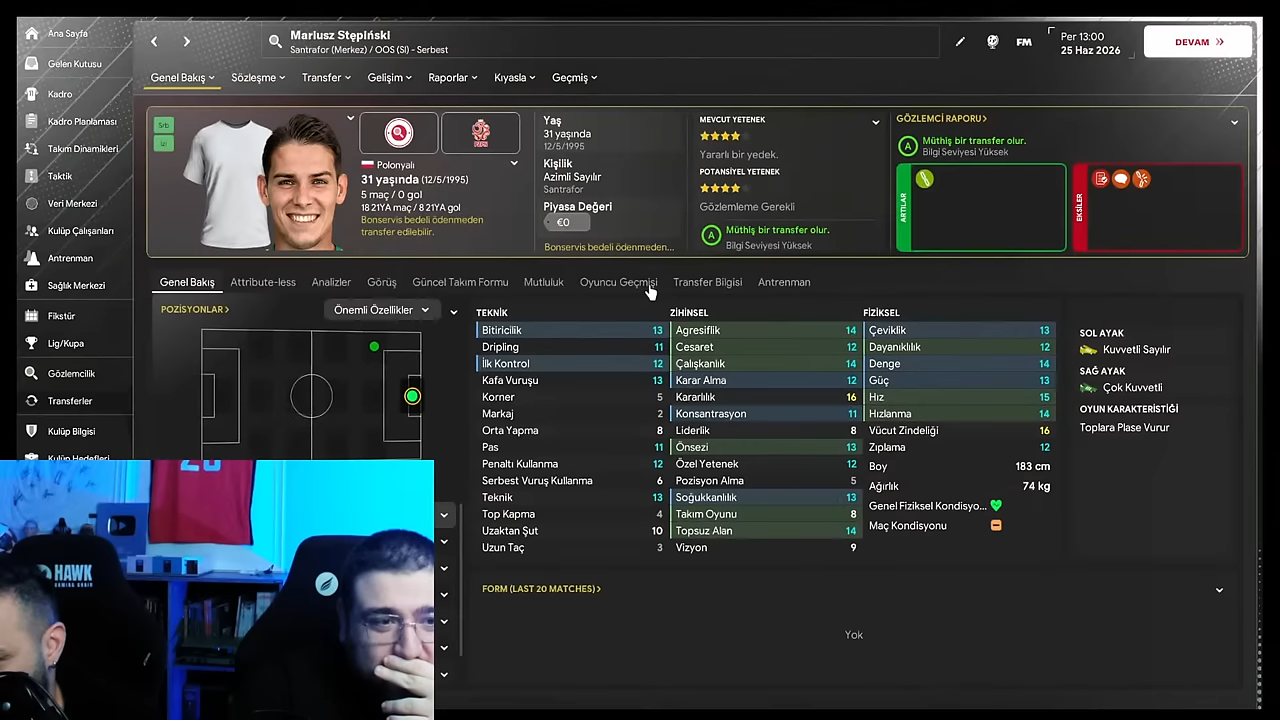 Ana Sayfa
Gelen Kutusu
Kadro
Kadro Planlaması
Takım Dinamikleri
Taktik
Veri Merkezi
Kulüp Çalışanları
Antrenman
Sağlık Merkezi
Fikstür
Lig/Kupa
Gözlemcilik
Transferler
Kulüp Bilgisi
Kulüp Hedefleri
Mariusz Stępiński
Santrafor (Merkez) / OOS (Sl) - Serbest
FM
Per 13:00
25 Haz 2026
DEVAM
Genel Bakış
Sözleşme
Transfer
Gelişim
Raporlar
Kıyasla
Geçmiş
Srb
İzl
Polonyalı
31 yaşında (12/5/1995)
5 maç / 0 gol
18 21YA maç / 8 21YA gol
Bonservis bedeli ödenmeden
transfer edilebilir.
Yaş
31 yaşında
12/5/1995
Kişilik
Azimli Sayılır
Santrafor
Piyasa Değeri
€0
Bonservis bedeli ödenmeden...
MEVCUT YETENEK
Yararlı bir yedek.
POTANSİYEL YETENEK
Gözlemleme Gerekli
A
Müthiş bir transfer olur.
Bilgi Seviyesi Yüksek
GÖZLEMCİ RAPORU
A
Müthiş bir transfer olur.
Bilgi Seviyesi Yüksek
ARTILAR
EKSİLER
Genel Bakış
Attribute-less
Analizler
Görüş
Güncel Takım Formu
Mutluluk
Oyuncu Geçmişi
Transfer Bilgisi
Antrenman
POZİSYONLAR
Önemli Özellikler
TEKNİK
Bitiricilik 13
Dripling 11
İlk Kontrol 12
Kafa Vuruşu 13
Korner 5
Markaj 2
Orta Yapma 8
Pas 11
Penaltı Kullanma 12
Serbest Vuruş Kullanma 6
Teknik 13
Top Kapma 4
Uzaktan Şut 10
Uzun Taç 3
ZİHİNSEL
Agresiflik 14
Cesaret 12
Çalışkanlık 14
Karar Alma 12
Kararlılık 16
Konsantrasyon 11
Liderlik 8
Önsezi 13
Özel Yetenek 12
Pozisyon Alma 5
Soğukkanlılık 13
Takım Oyunu 8
Topsuz Alan 14
Vizyon 9
FİZİKSEL
Çeviklik 13
Dayanıklılık 12
Denge 14
Güç 13
Hız 15
Hızlanma 14
Vücut Zindeliği 16
Zıplama 12
Boy 183 cm
Ağırlık 74 kg
Genel Fiziksel Kondisyo...
Maç Kondisyonu
SOL AYAK
Kuvvetli Sayılır
SAĞ AYAK
Çok Kuvvetli
OYUN KARAKTERİSTİĞİ
Toplara Plase Vurur
FORM (LAST 20 MATCHES)
Yok
HAWK
GAMING CHAIR